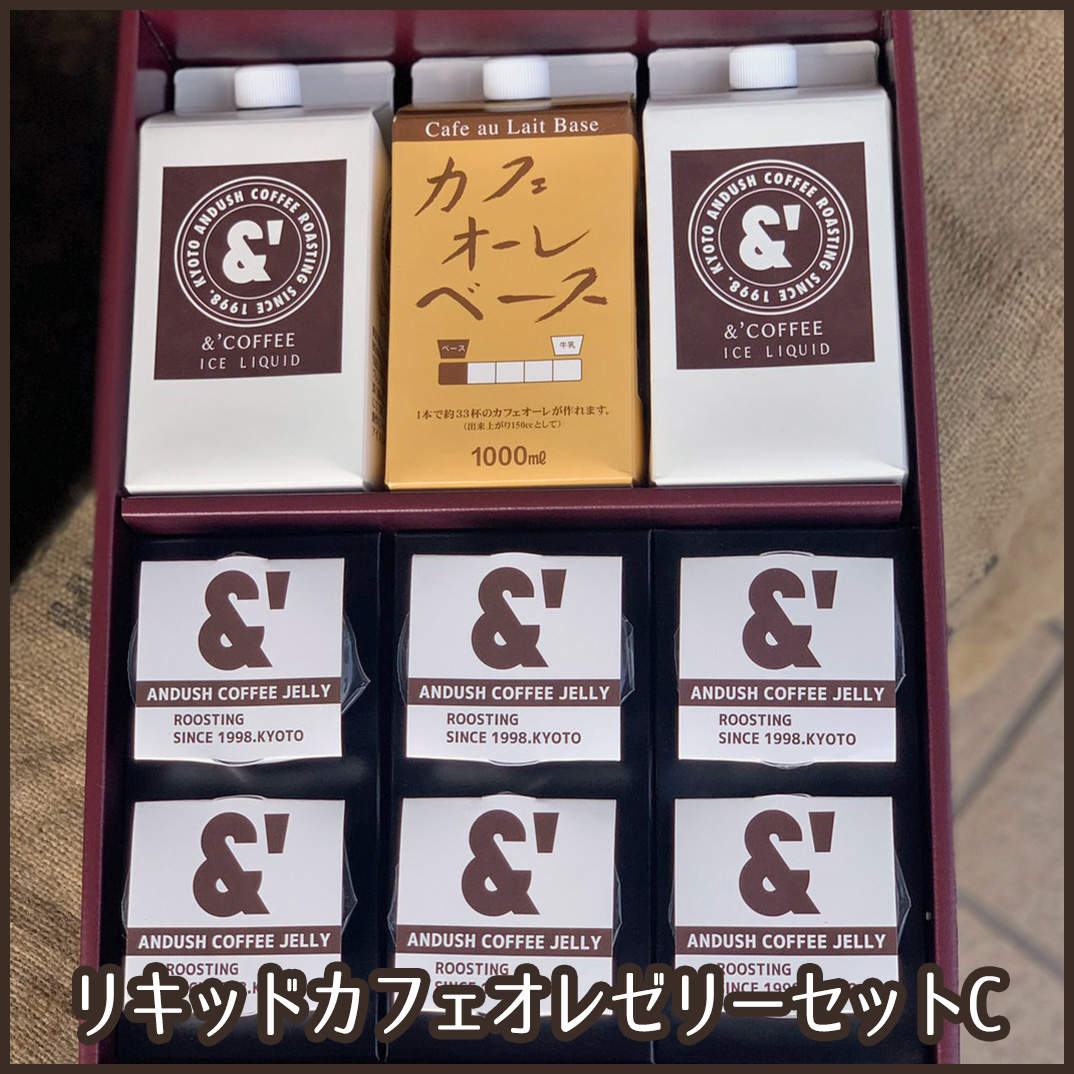 KYOTO ANDUSH COFFEE ROASTING SINCE 1998.
&'
&'COFFEE
ICE LIQUID
Cafe au Lait Base
カフェ
オーレ
ベース
ベース
牛乳
1本で約33杯のカフェオーレが作れます。
(出来上がり150ccとして)
1000mℓ
KYOTO ANDUSH COFFEE ROASTING SINCE 1998.
&'
&'COFFEE
ICE LIQUID
&'
ANDUSH COFFEE JELLY
ROOSTING
SINCE 1998.KYOTO
&'
ANDUSH COFFEE JELLY
ROOSTING
SINCE 1998.KYOTO
&'
ANDUSH COFFEE JELLY
ROOSTING
SINCE 1998.KYOTO
&'
ANDUSH COFFEE JELLY
ROOSTING
&'
ANDUSH COFFEE JELLY
ROOSTING
&'
ANDUSH COFFEE JELLY
ROOSTING
リキッドカフェオレゼリーセットC